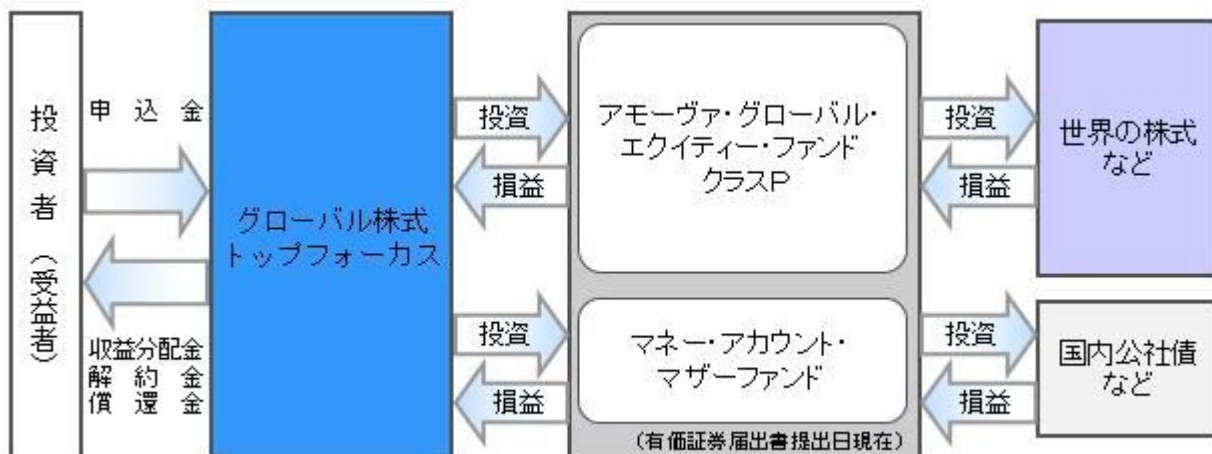 投資者(受益者)
申込金
収益分配金
解約金
償還金
グローバル株式
トップフォーカス
投資
損益
投資
損益
アモーヴァ・グローバル・
エクイティー・ファンド
クラスP
マネー・アカウント・
マザーファンド
(有価証券届出書提出日現在)
投資
損益
投資
損益
世界の株式
など
国内公社債
など